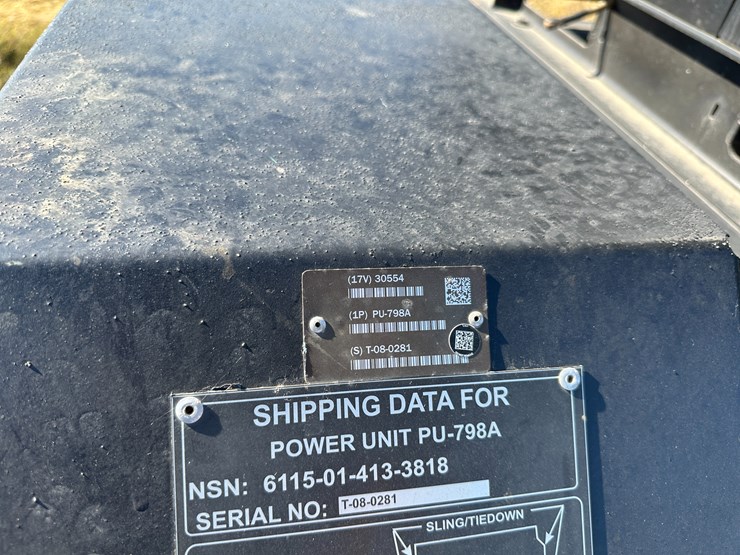 (17V) 30554
(1P) PU-798A
(S) T-08-0281
SHIPPING DATA FOR
POWER UNIT PU-798A
NSN: 6115-01-413-3818
SERIAL NO: T-08-0281
SLING/TIEDOWN